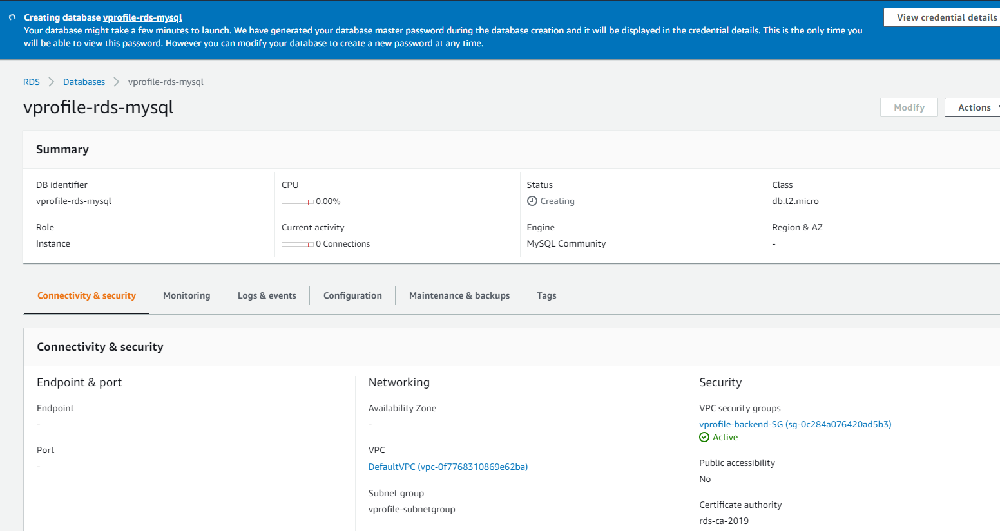 Creating database vprofile-rds-mysql
View credential details
Your database might take a few minutes to launch. We have generated your database master password during the database creation and it will be displayed in the credential details. This is the only time you
will be able to view this password. However you can modify your database to create a new password at any time.
RDS
Databases
vprofile-rds-mysql
vprofile-rds-mysql
Modify
Actions
Summary
DB identifier
vprofile-rds-mysql
CPU
0.00%
Status
Creating
Class
db.t2.micro
Role
Instance
Current activity
0 Connections
Engine
MySQL Community
Region & AZ
-
Connectivity & security
Monitoring
Logs & events
Configuration
Maintenance & backups
Tags
Connectivity & security
Endpoint & port
Endpoint
-
Port
-
Networking
Availability Zone
-
VPC
DefaultVPC (vpc-0f7768310869e62ba)
Subnet group
vprofile-subnetgroup
Security
VPC security groups
vprofile-backend-SG (sg-0c284a076420ad5b3)
Active
Public accessibility
No
Certificate authority
rds-ca-2019